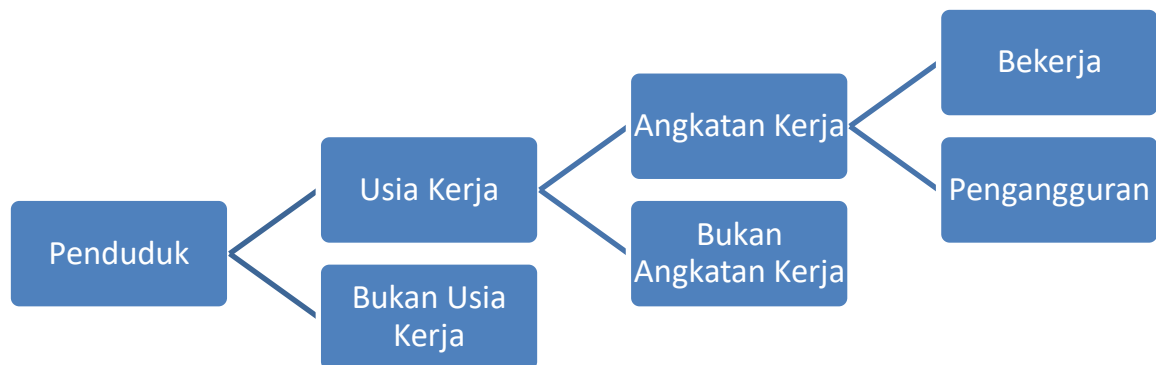 Penduduk
Usia Kerja
Bukan Usia
Kerja
Angkatan Kerja
Bukan
Angkatan Kerja
Bekerja
Pengangguran